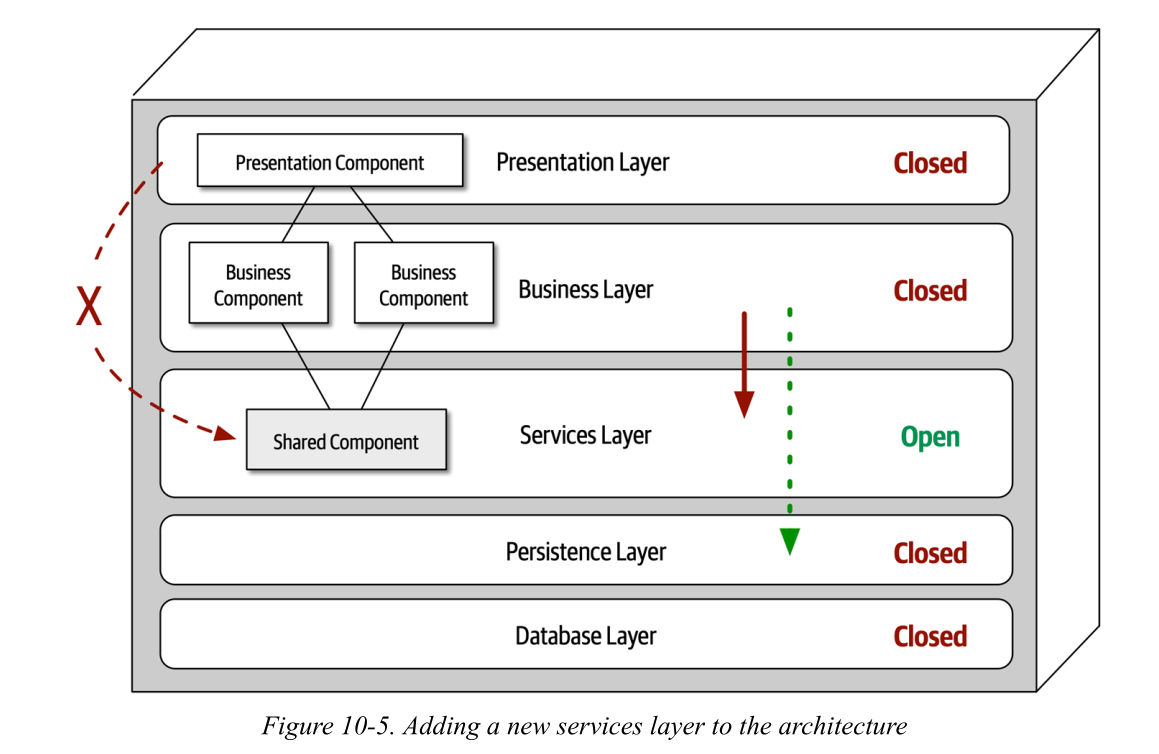 Presentation Component
Presentation Layer
Closed
Business
Component
Business
Component
Business Layer
Closed
X
Shared Component
Services Layer
Open
Persistence Layer
Closed
Database Layer
Closed
Figure 10-5. Adding a new services layer to the architecture